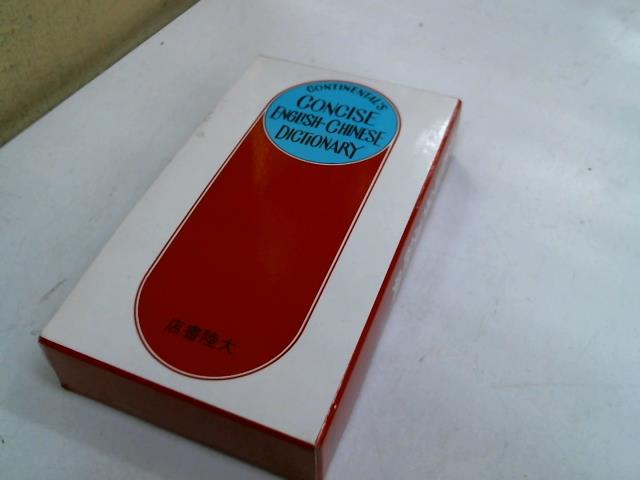 CONTINENTAL'S
CONCISE
ENGLISH-CHINESE
DICTIONARY
大陸書店